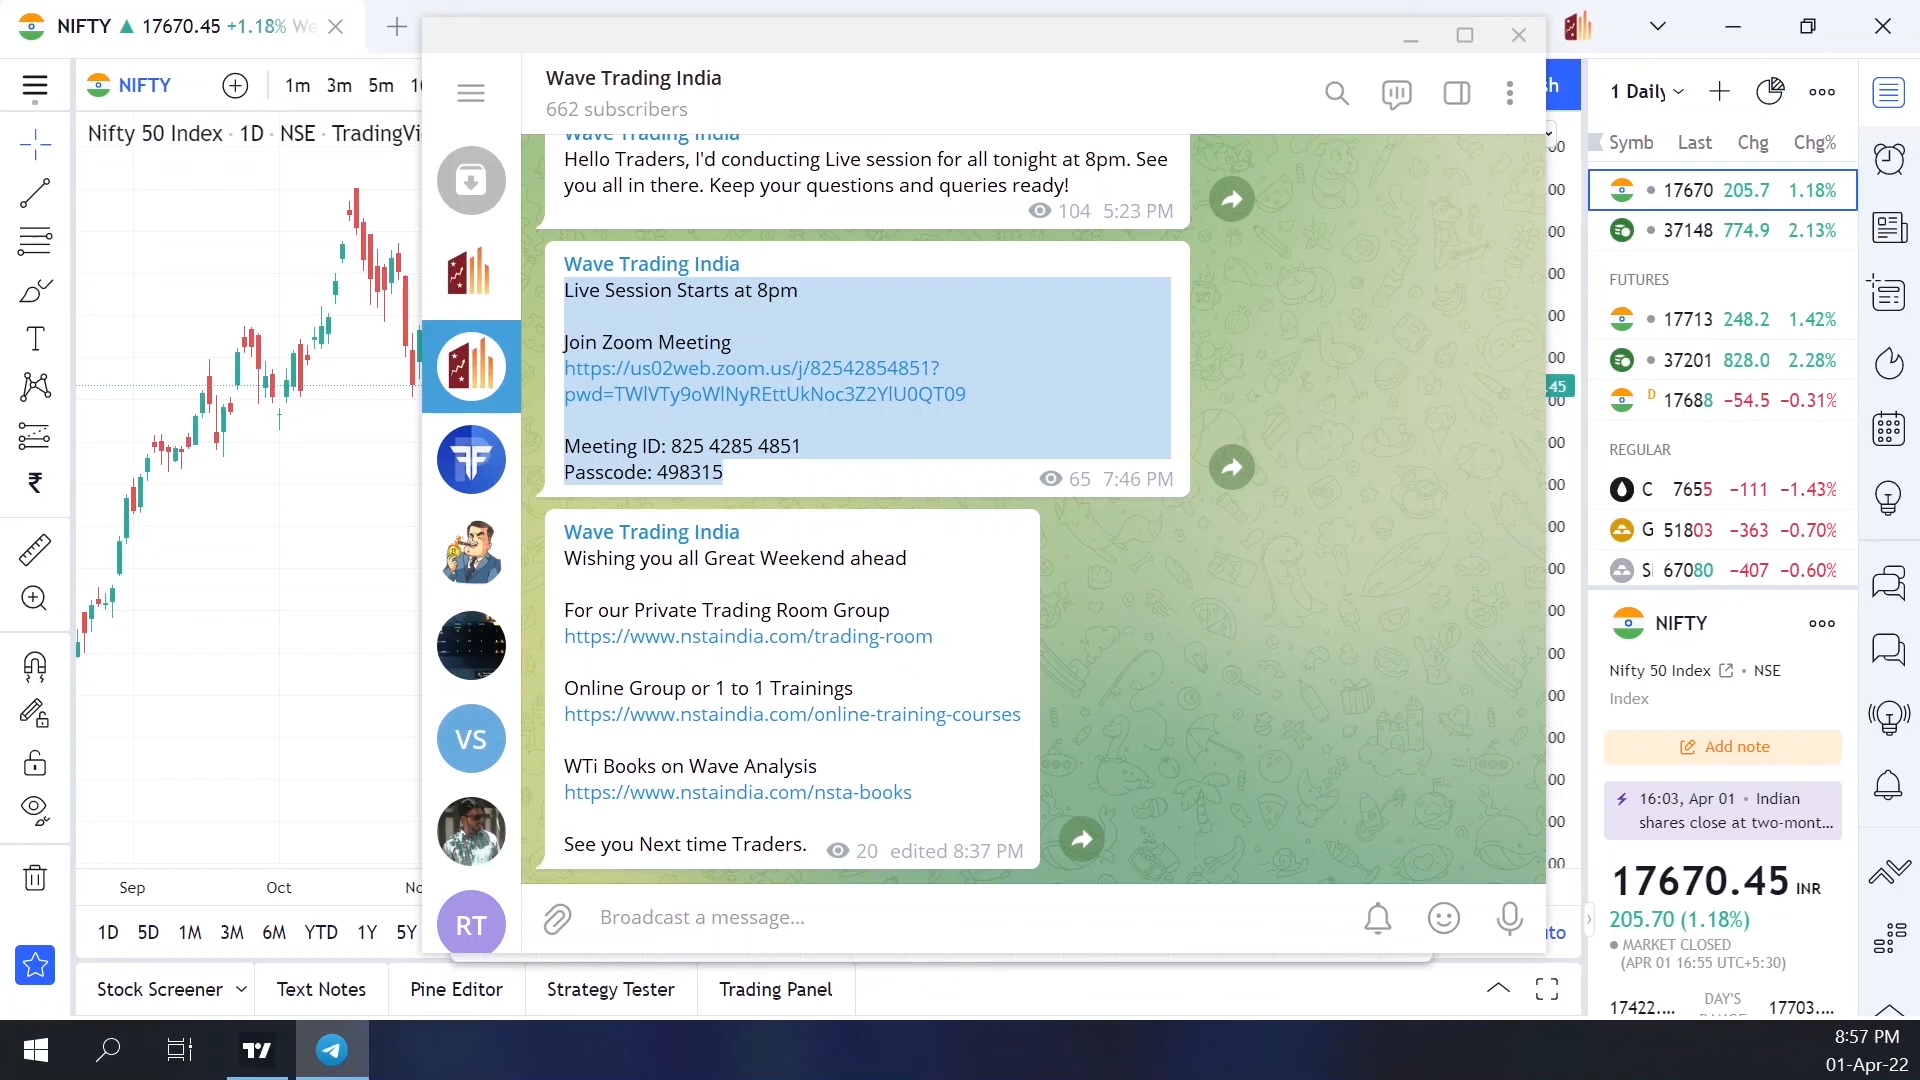 NIFTY ▲ 17670.45 +1.18%
NIFTY
1m 3m 5m
Nifty 50 Index · 1D · NSE · TradingVi
Wave Trading India
662 subscribers
Wave Trading India
Hello Traders, I'd conducting Live session for all tonight at 8pm. See
you all in there. Keep your questions and queries ready!
104 5:23 PM
Wave Trading India
Live Session Starts at 8pm
Join Zoom Meeting
https://us02web.zoom.us/j/82542854851?
pwd=TWlVTy9oWlNyREttUkNoc3Z2YlU0QT09
Meeting ID: 825 4285 4851
Passcode: 498315
65 7:46 PM
Wave Trading India
Wishing you all Great Weekend ahead
For our Private Trading Room Group
https://www.nstaindia.com/trading-room
Online Group or 1 to 1 Trainings
https://www.nstaindia.com/online-training-courses
WTi Books on Wave Analysis
https://www.nstaindia.com/nsta-books
See you Next time Traders.
20 edited 8:37 PM
Broadcast a message...
VS
RT
Sep Oct
1D 5D 1M 3M 6M YTD 1Y 5Y
Stock Screener Text Notes Pine Editor Strategy Tester Trading Panel
1 Daily
Symb Last Chg Chg%
17670 205.7 1.18%
37148 774.9 2.13%
FUTURES
17713 248.2 1.42%
37201 828.0 2.28%
D 17688 −54.5 −0.31%
REGULAR
C 7655 −111 −1.43%
G 51803 −363 −0.70%
S 67080 −407 −0.60%
NIFTY
Nifty 50 Index · NSE
Index
Add note
16:03, Apr 01 · Indian
shares close at two-mont...
17670.45 INR
205.70 (1.18%)
MARKET CLOSED
(APR 01 16:55 UTC+5:30)
17422.... DAY'S 17703....
8:57 PM
01-Apr-22